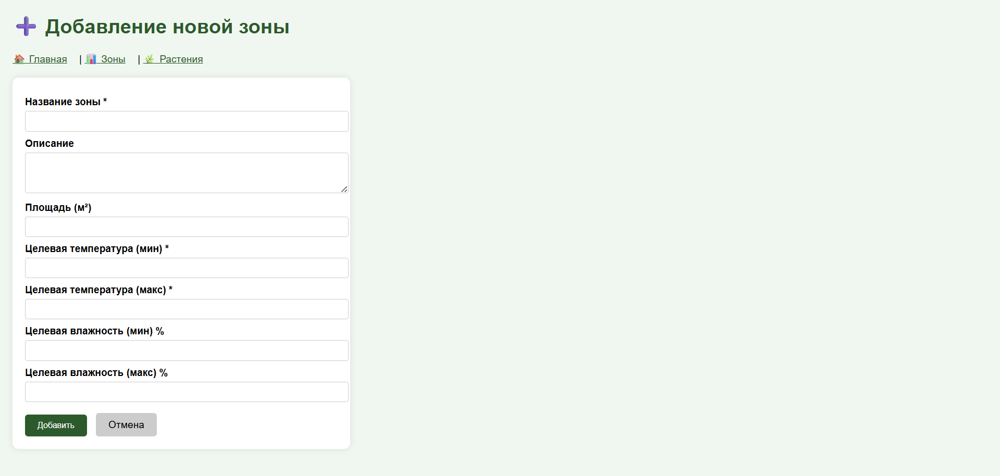 Добавление новой зоны
Главная | Зоны | Растения
Название зоны *
Описание
Площадь (м²)
Целевая температура (мин) *
Целевая температура (макс) *
Целевая влажность (мин) %
Целевая влажность (макс) %
Добавить Отмена